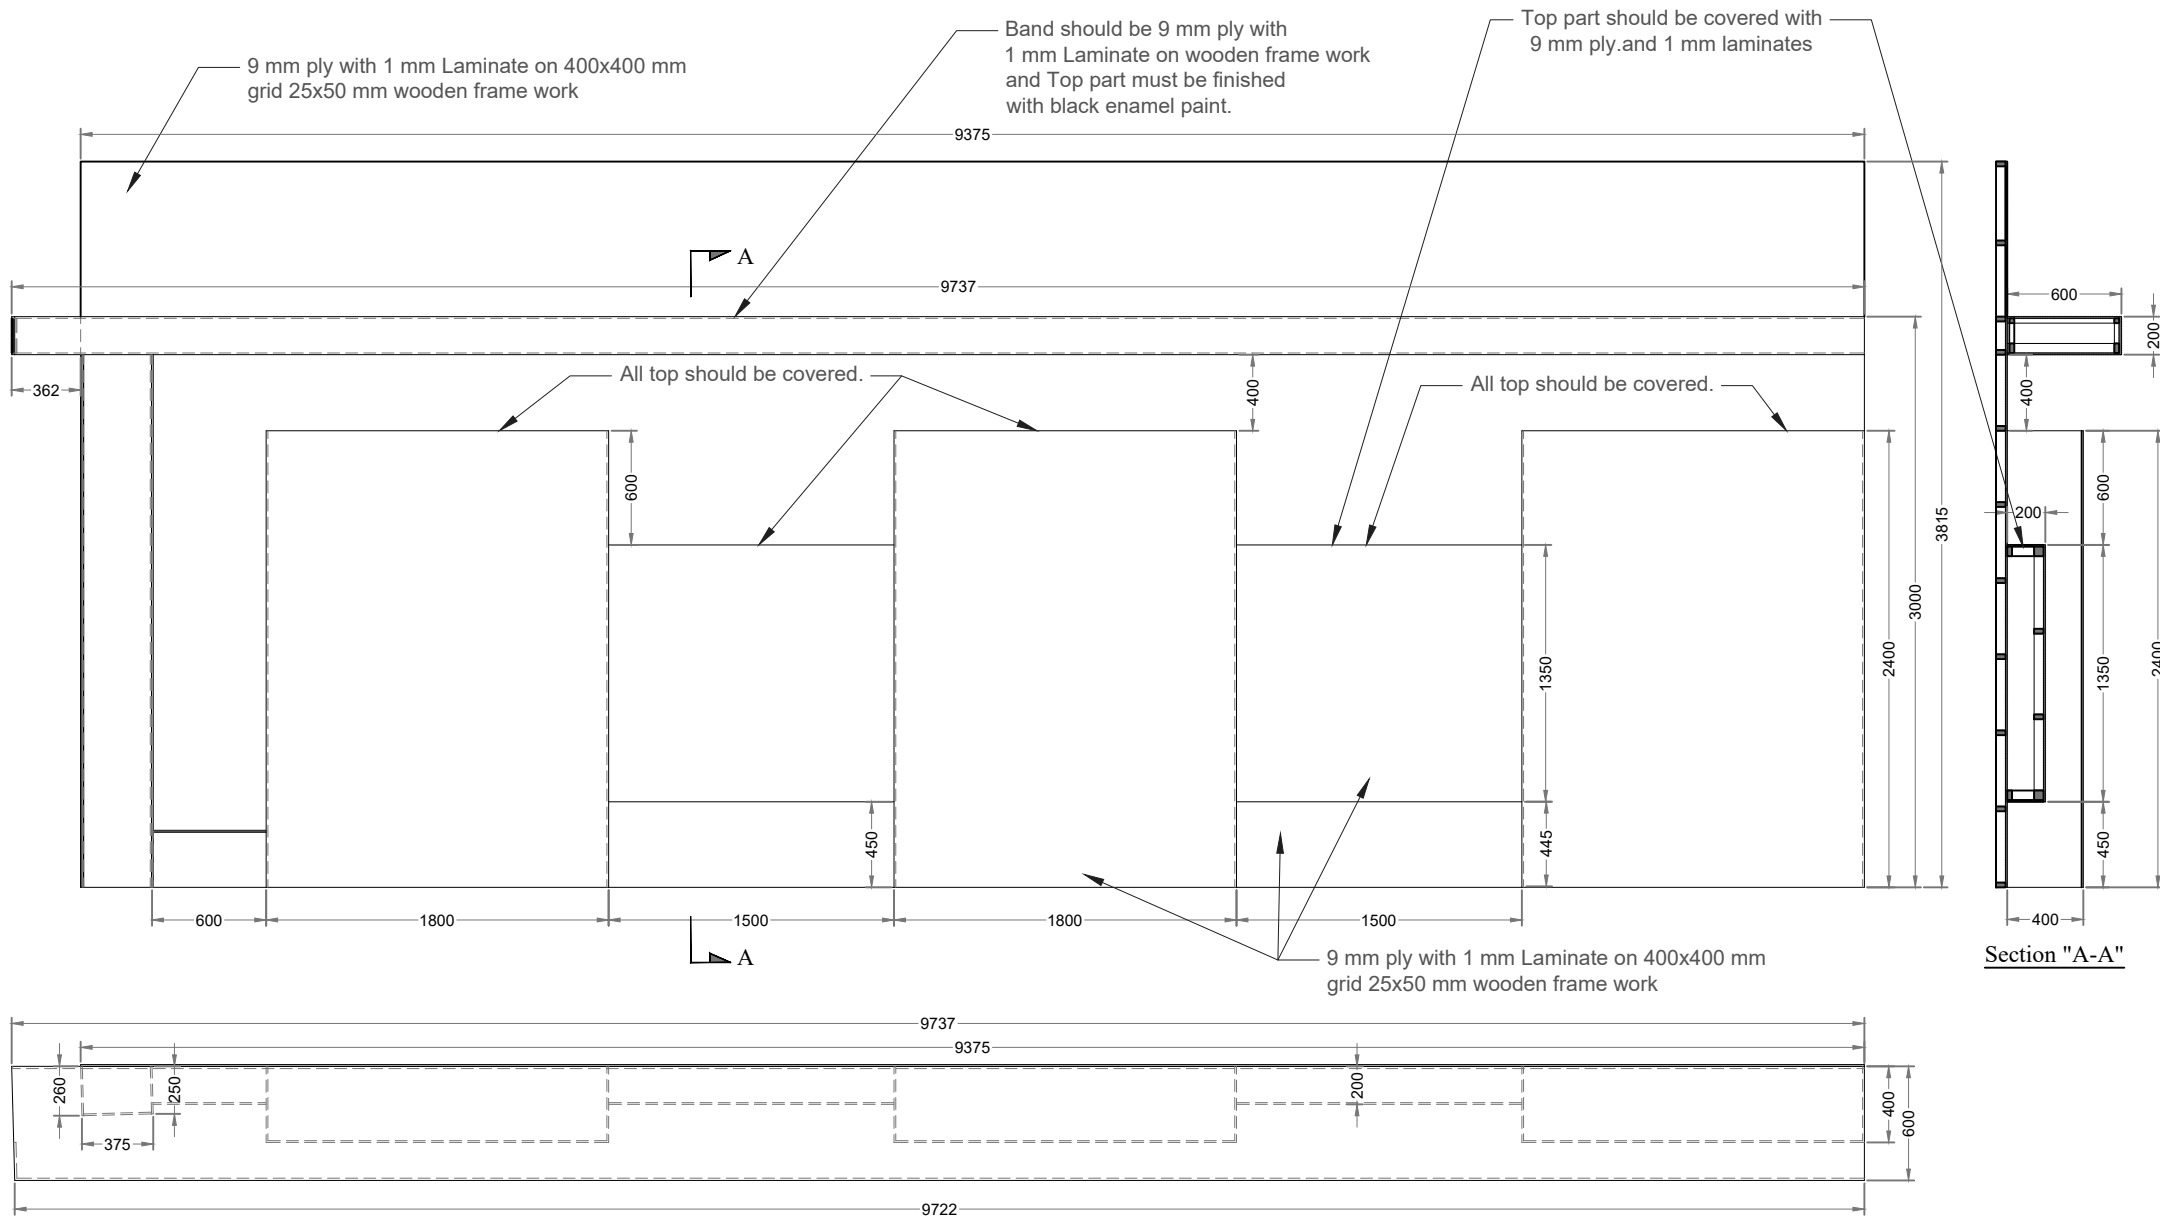 9 mm ply with 1 mm Laminate on 400x400 mm
grid 25x50 mm wooden frame work
Band should be 9 mm ply with
1 mm Laminate on wooden frame work
and Top part must be finished
with black enamel paint.
Top part should be covered with
9 mm ply.and 1 mm laminates
9375
A
9737
600
200
362
All top should be covered.
400
All top should be covered.
400
600
600
200
3815
3000
2400
1350
1350
2400
450
445
450
600
1800
1500
1800
1500
400
A
9 mm ply with 1 mm Laminate on 400x400 mm
grid 25x50 mm wooden frame work
Section "A-A"
9737
9375
260
250
200
400
600
375
9722